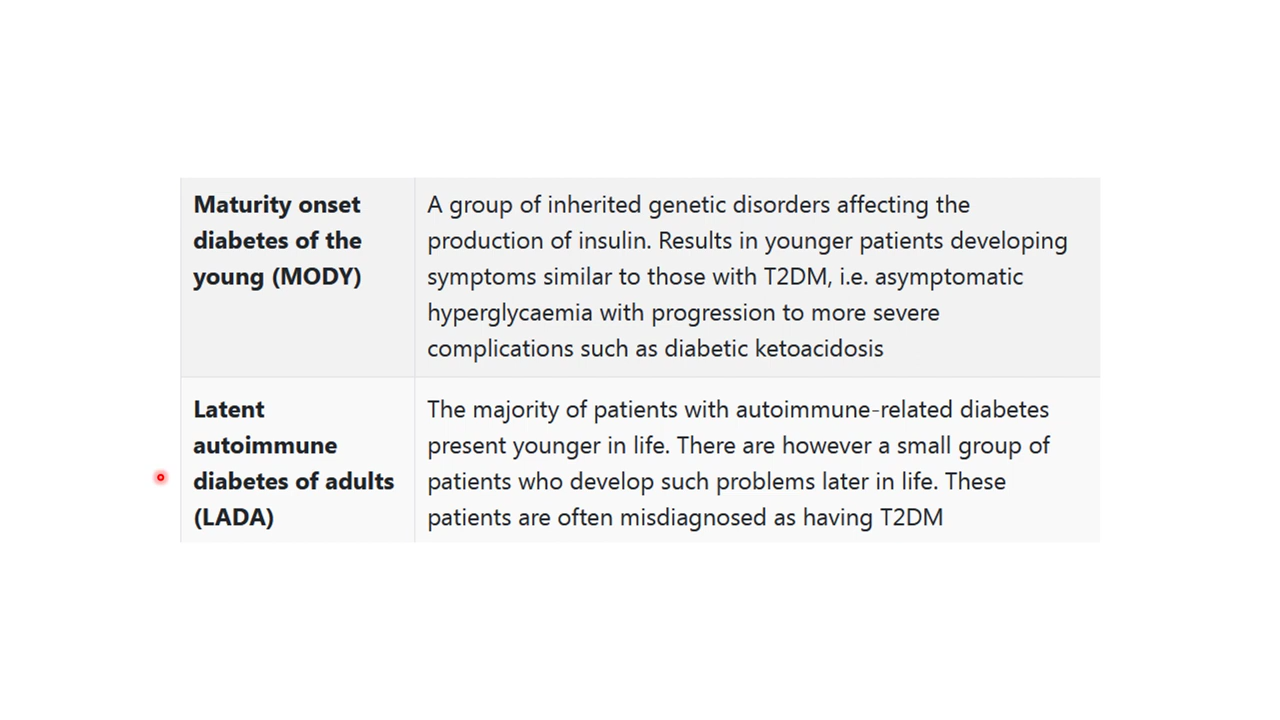 Maturity onset
diabetes of the
young (MODY)
A group of inherited genetic disorders affecting the
production of insulin. Results in younger patients developing
symptoms similar to those with T2DM, i.e. asymptomatic
hyperglycaemia with progression to more severe
complications such as diabetic ketoacidosis
Latent
autoimmune
diabetes of adults
(LADA)
The majority of patients with autoimmune-related diabetes
present younger in life. There are however a small group of
patients who develop such problems later in life. These
patients are often misdiagnosed as having T2DM